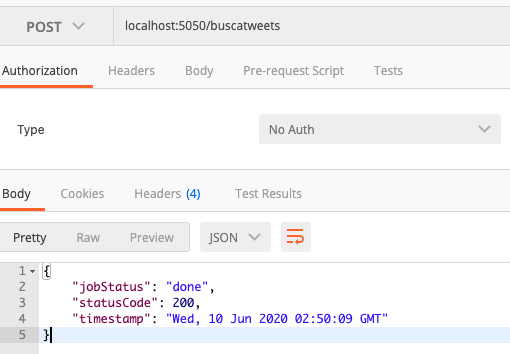 POST localhost:5050/buscatweets
Authorization Headers Body Pre-request Script Tests
Type No Auth
Body Cookies Headers (4) Test Results
Pretty Raw Preview JSON
1 {
2 "jobStatus": "done",
3 "statusCode": 200,
4 "timestamp": "Wed, 10 Jun 2020 02:50:09 GMT"
5 }